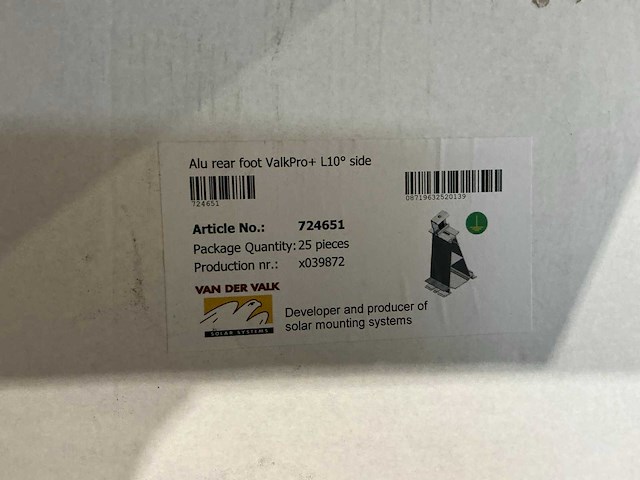 Alu rear foot ValkPro+ L10° side
724651
08719632520139
Article No.: 724651
Package Quantity: 25 pieces
Production nr.: x039872
VAN DER VALK
SOLAR SYSTEMS
Developer and producer of
solar mounting systems